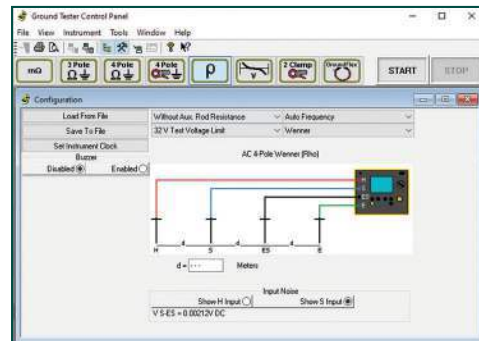 Ground Tester Control Panel
File View Instrument Tools Window Help
mΩ 3 Pole Ω 4 Pole Ω 4 Pole ρ V 2 Clamp GroundFlex START STOP
Configuration
Load From File Without Aux. Rod Resistance Auto Frequency
Save To File 32 V Test Voltage Limit Wenner
Set Instrument Clock
Buzzer AC 4-Pole Wenner (Rho)
Disabled Enabled
H
S
ES
E
d d d
H S ES E
d = --- Meters
Input Noise
Show H Input Show S Input
V S-ES = 0.00212V DC